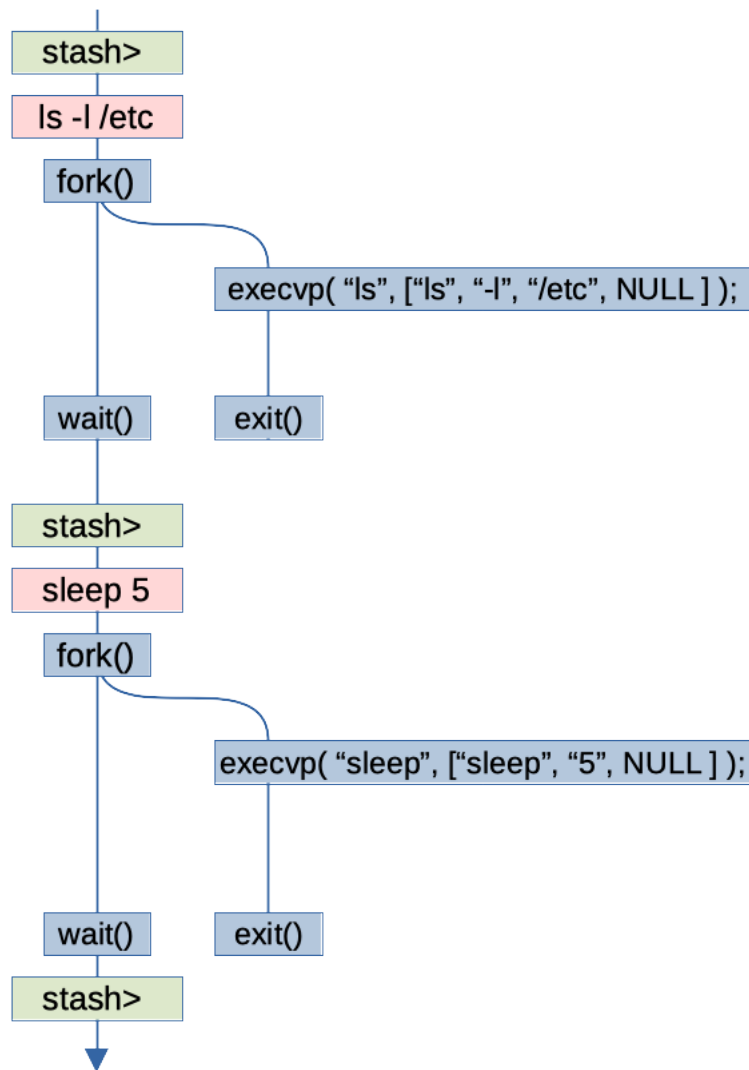 stash>
ls -l /etc
fork()
execvp( “ls”, [“ls”, “-l”, “/etc”, NULL ] );
wait()
exit()
stash>
sleep 5
fork()
execvp( “sleep”, [“sleep”, “5”, NULL ] );
wait()
exit()
stash>